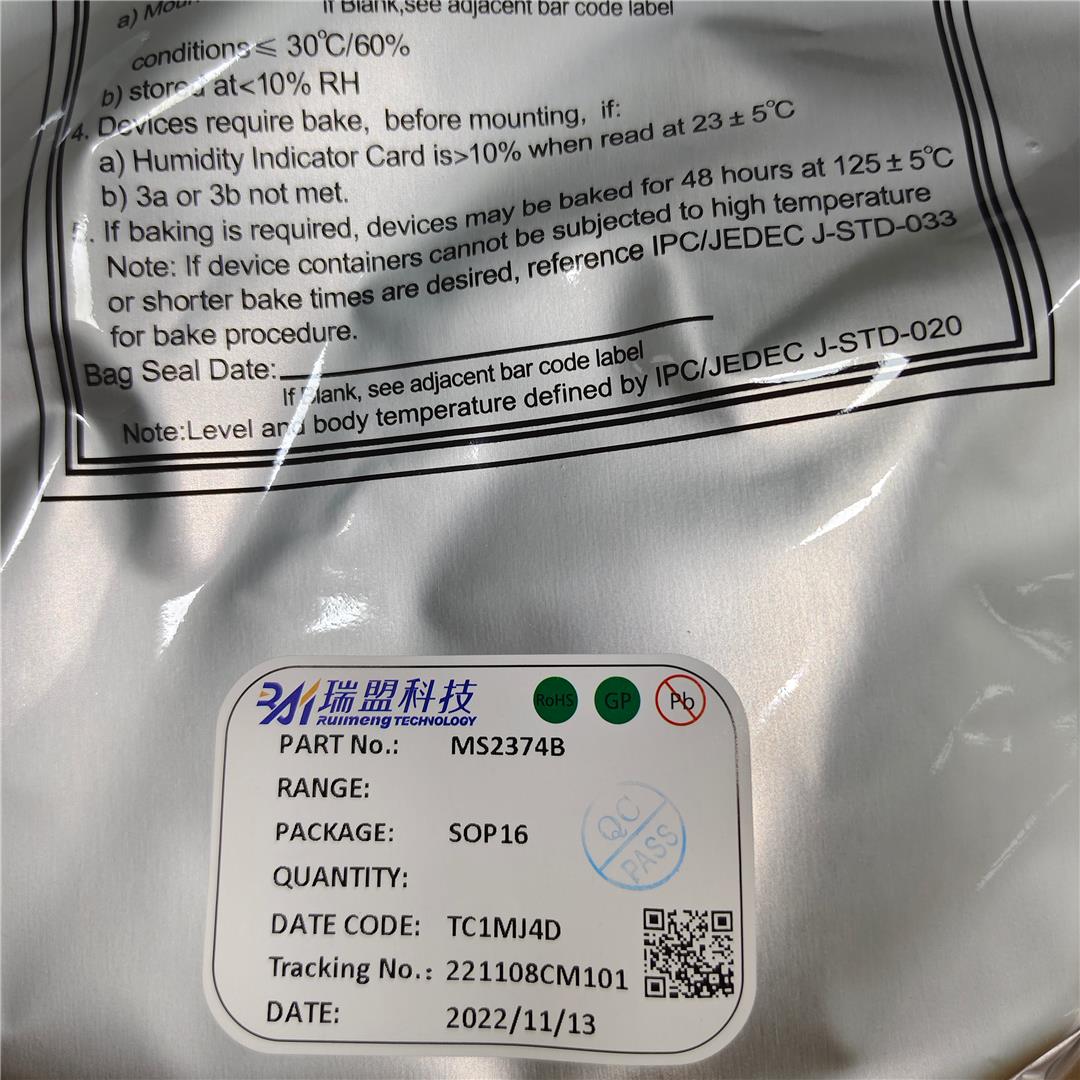 a) Mou
If Blank,see adjacent bar code label
conditions ≤ 30℃/60%
b) stored at<10% RH
4. Devices require bake, before mounting, if:
a) Humidity Indicator Card is>10% when read at 23 ± 5℃
b) 3a or 3b not met.
5. If baking is required, devices may be baked for 48 hours at 125 ± 5℃
Note: If device containers cannot be subjected to high temperature
or shorter bake times are desired, reference IPC/JEDEC J-STD-033
for bake procedure.
Bag Seal Date:
If Blank, see adjacent bar code label
Note:Level and body temperature defined by IPC/JEDEC J-STD-020
瑞盟科技
Ruimeng TECHNOLOGY
RoHS GP Pb
PART No.: MS2374B
RANGE:
PACKAGE: SOP16
QC PASS
QUANTITY:
DATE CODE: TC1MJ4D
Tracking No.: 221108CM101
DATE: 2022/11/13